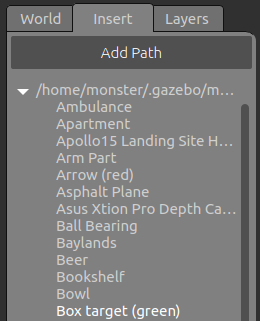 World Insert Layers
Add Path
/home/monster/.gazebo/m...
Ambulance
Apartment
Apollo15 Landing Site H...
Arm Part
Arrow (red)
Asphalt Plane
Asus Xtion Pro Depth Ca...
Ball Bearing
Baylands
Beer
Bookshelf
Bowl
Box target (green)